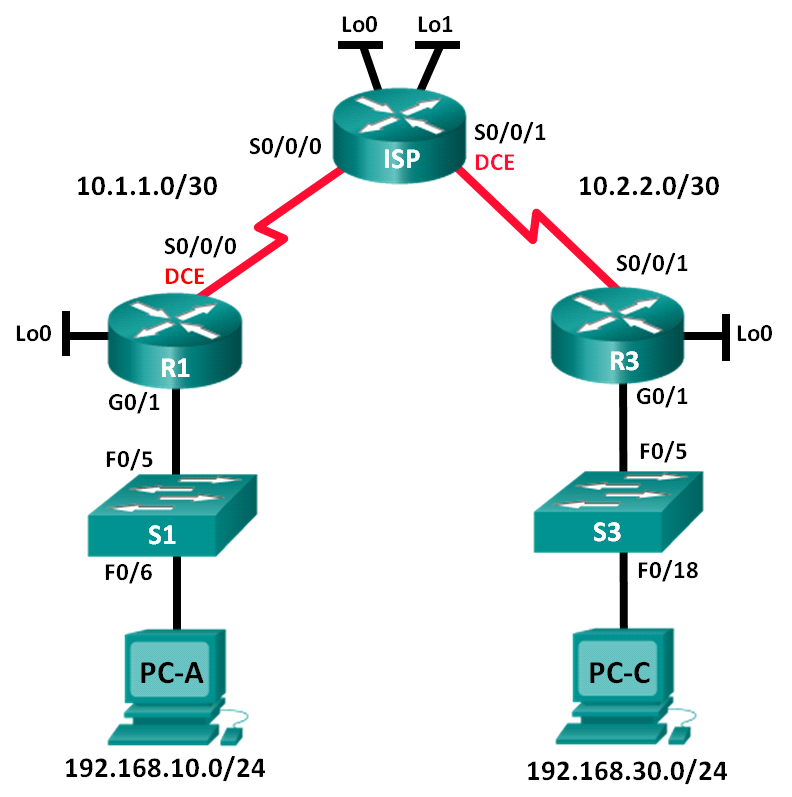 Lo0 Lo1
S0/0/0
S0/0/1
DCE
ISP
10.1.1.0/30
10.2.2.0/30
S0/0/0
DCE
S0/0/1
Lo0
R1
R3
Lo0
G0/1
G0/1
F0/5
F0/5
S1
S3
F0/6
F0/18
PC-A
PC-C
192.168.10.0/24
192.168.30.0/24